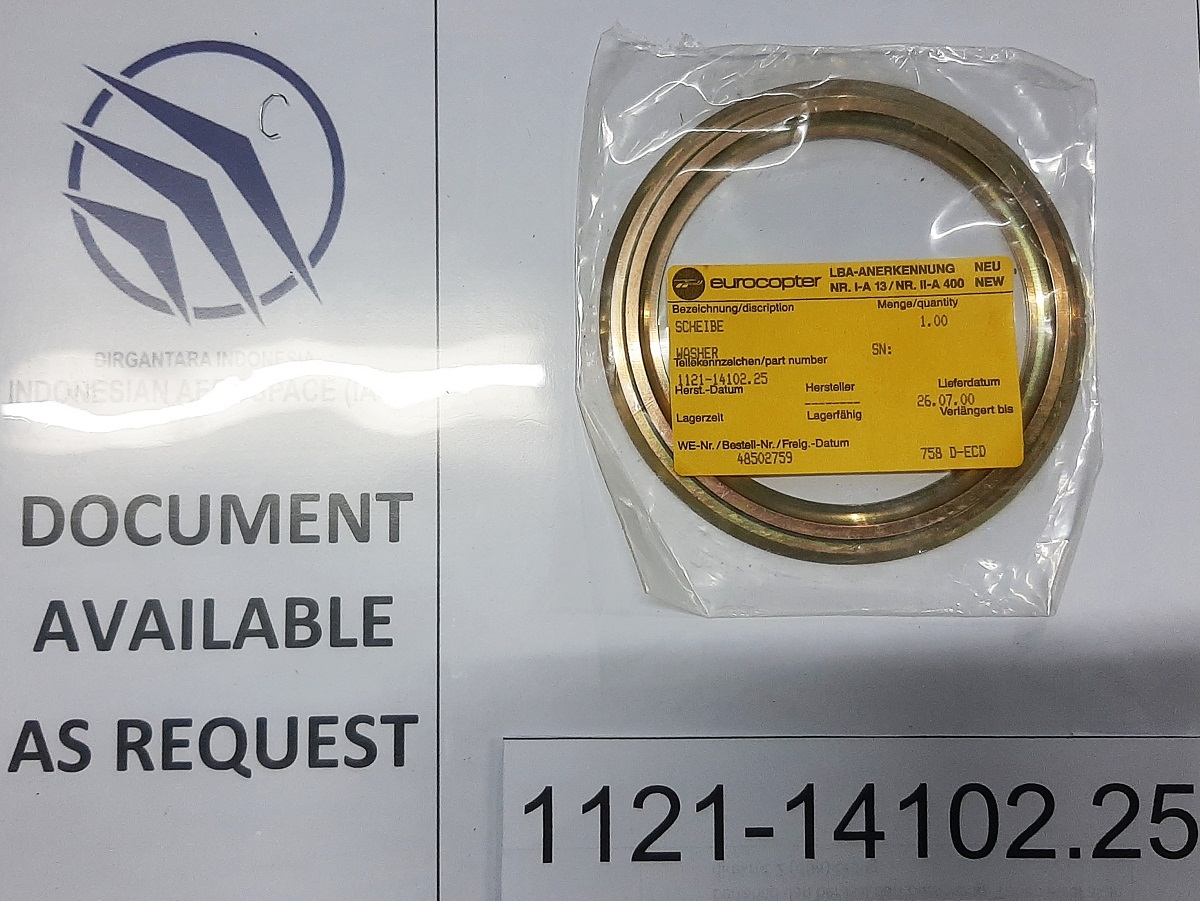 DIRGANTARA INDONESIA
INDONESIAN AEROSPACE (IAe)
DOCUMENT
AVAILABLE
AS REQUEST
eurocopter
LBA-ANERKENNUNG NEU
NR. I-A 13 / NR. II-A 400 NEW
Bezeichnung/discription Menge/quantity
SCHEIBE 1.00
WASHER SN:
Teilekennzeichen/part number
1121-14102.25
Herst.-Datum Hersteller Lieferdatum
26.07.00
Lagerzeit Lagerfähig Verlängert bis
WE-Nr./Bestell-Nr./Freig.-Datum
48502759 758 D-ECD
1121-14102.25